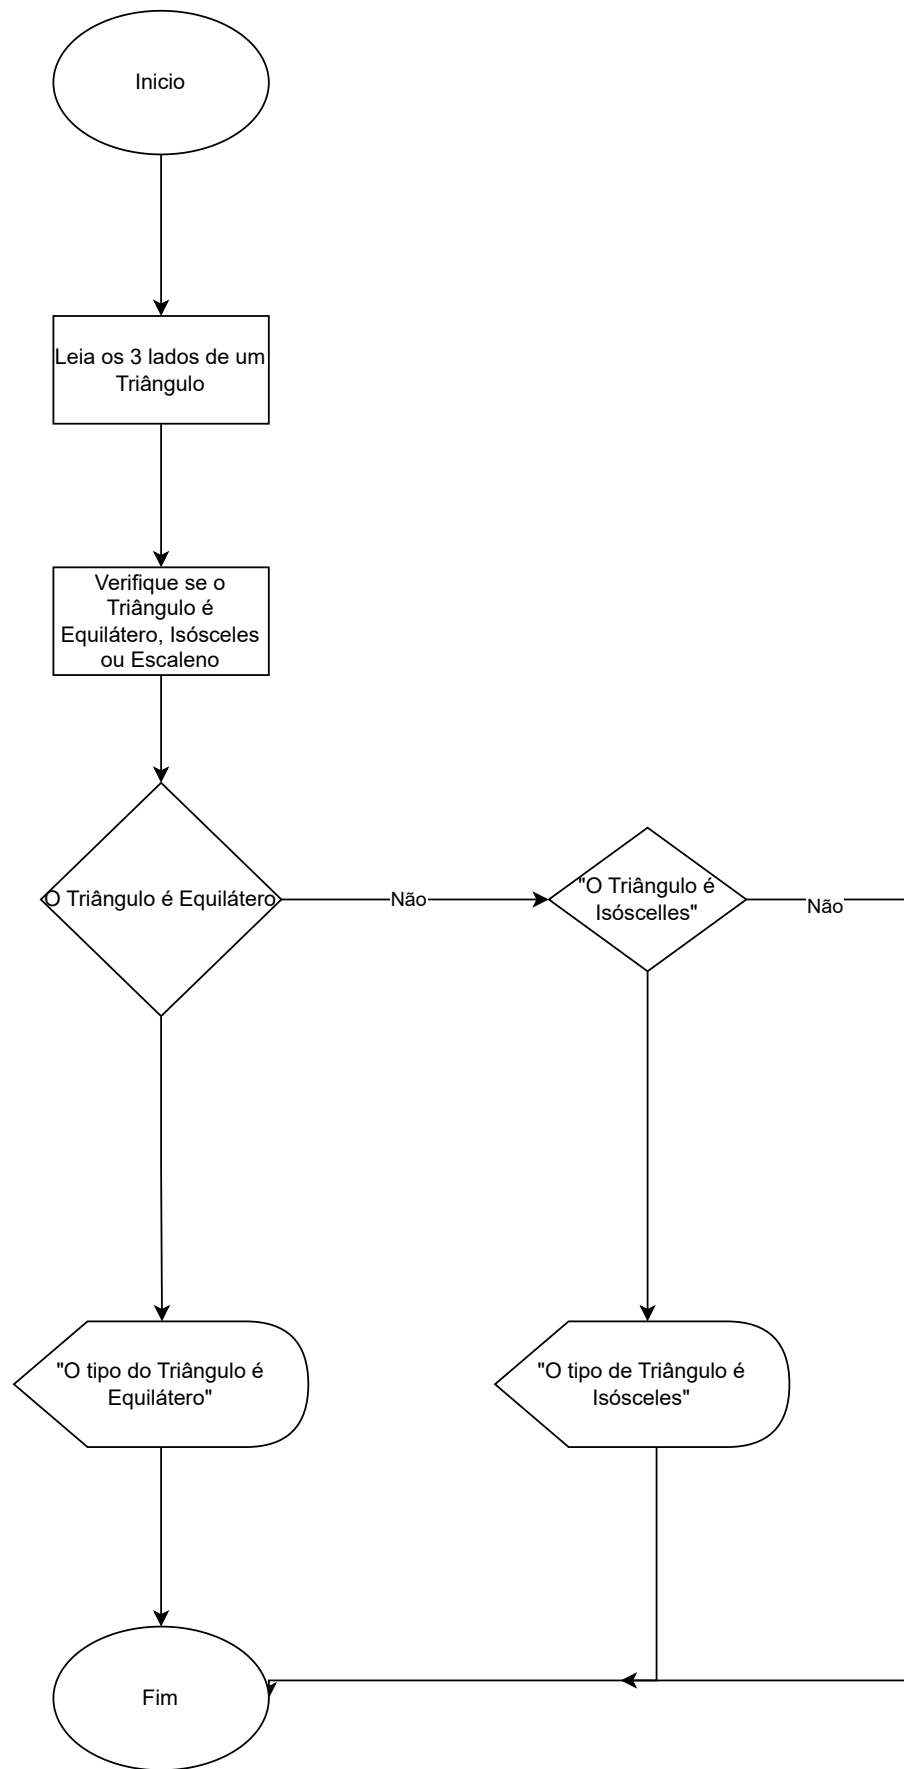 Inicio
Leia os 3 lados de um
Triângulo
Verifique se o
Triângulo é
Equilátero, Isósceles
ou Escaleno
O Triângulo é Equilátero
Não
"O Triângulo é
Isóscelles"
Não
"O tipo do Triângulo é
Equilátero"
"O tipo de Triângulo é
Isósceles"
Fim